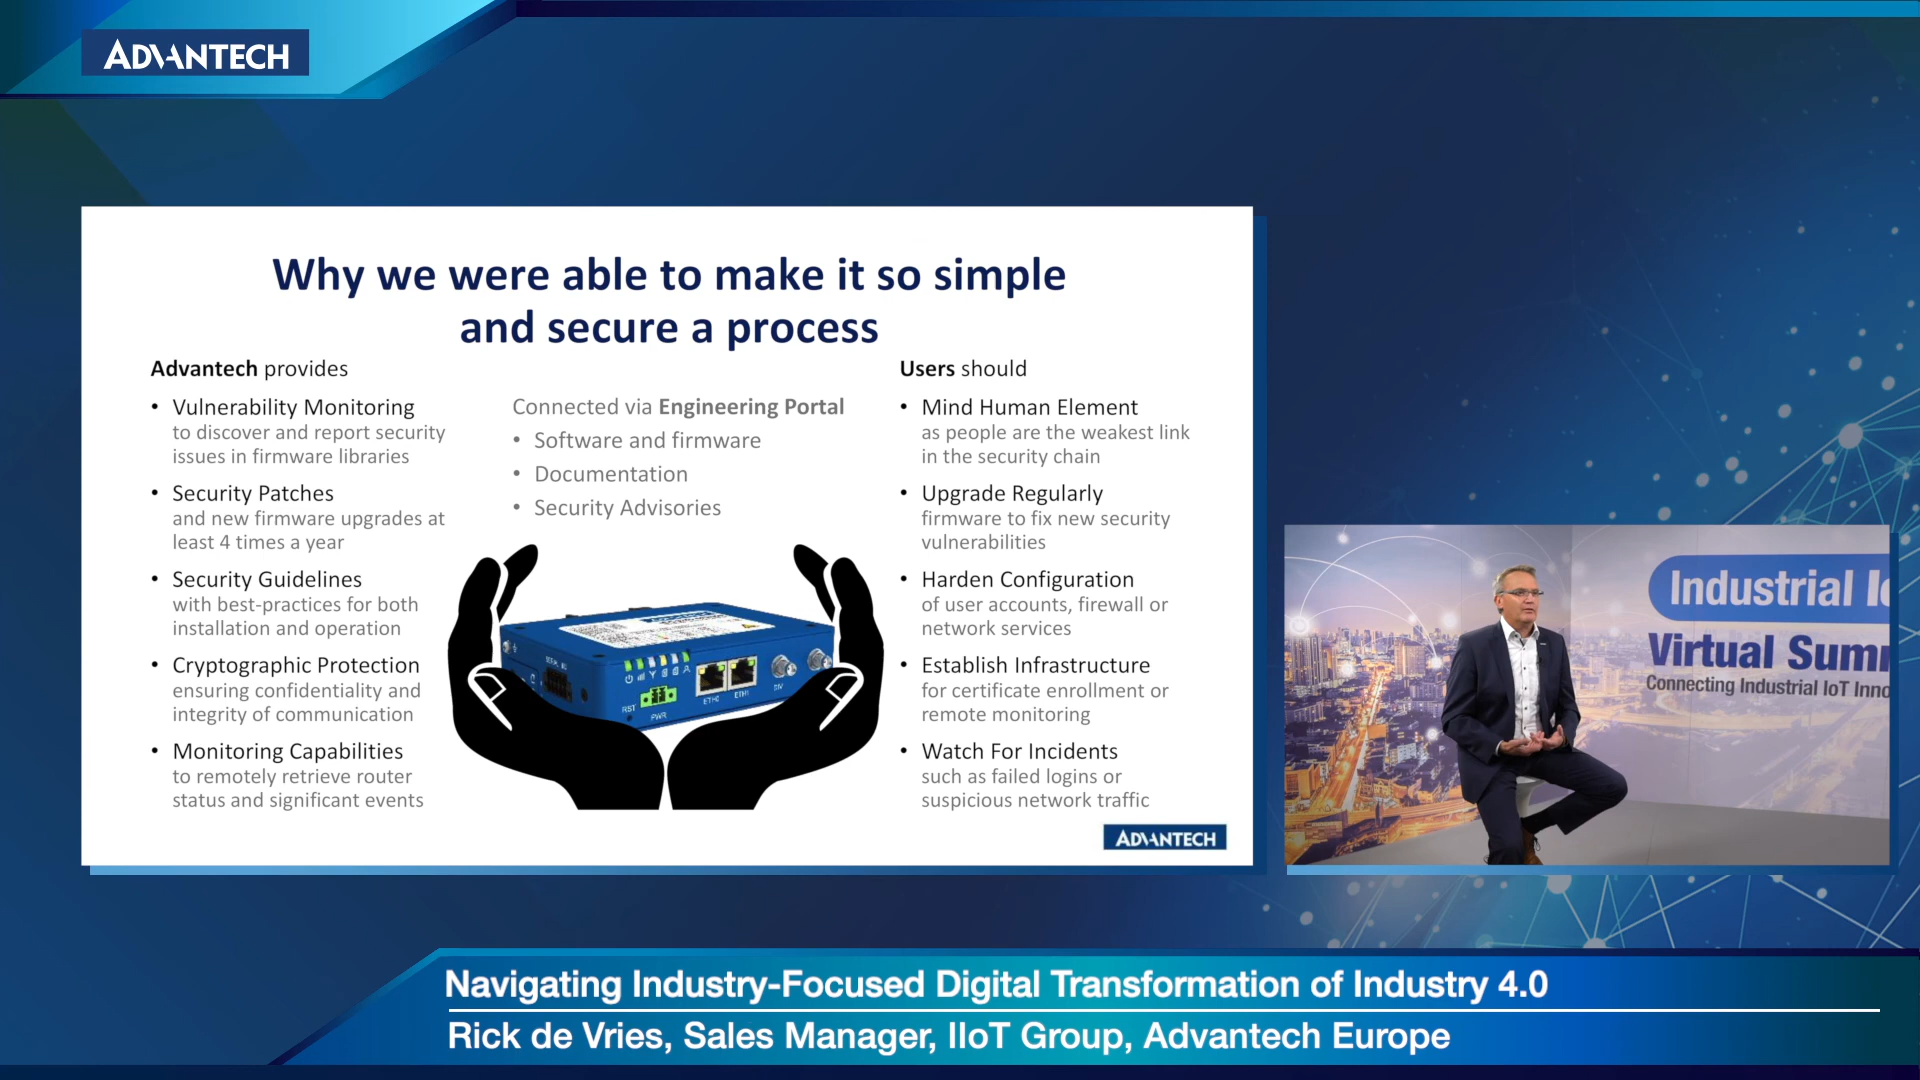 ADVANTECH
Why we were able to make it so simple
and secure a process
Advantech provides
• Vulnerability Monitoring
to discover and report security
issues in firmware libraries
• Security Patches
and new firmware upgrades at
least 4 times a year
• Security Guidelines
with best-practices for both
installation and operation
• Cryptographic Protection
ensuring confidentiality and
integrity of communication
• Monitoring Capabilities
to remotely retrieve router
status and significant events
Connected via Engineering Portal
• Software and firmware
• Documentation
• Security Advisories
RST
PWR
ETH0
ETH1
DIV
Users should
• Mind Human Element
as people are the weakest link
in the security chain
• Upgrade Regularly
firmware to fix new security
vulnerabilities
• Harden Configuration
of user accounts, firewall or
network services
• Establish Infrastructure
for certificate enrollment or
remote monitoring
• Watch For Incidents
such as failed logins or
suspicious network traffic
ADVANTECH
Industrial I
Virtual Sum
Connecting Industrial IoT Inno
Navigating Industry-Focused Digital Transformation of Industry 4.0
Rick de Vries, Sales Manager, IIoT Group, Advantech Europe